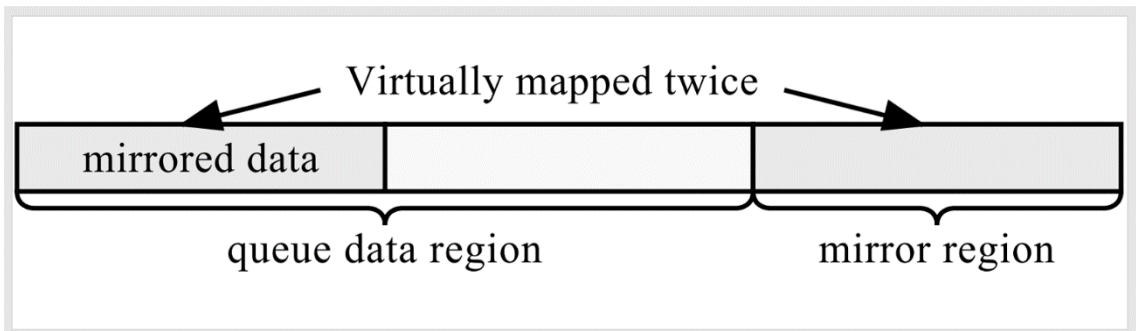 Virtually mapped twice
mirrored data
queue data region
mirror region